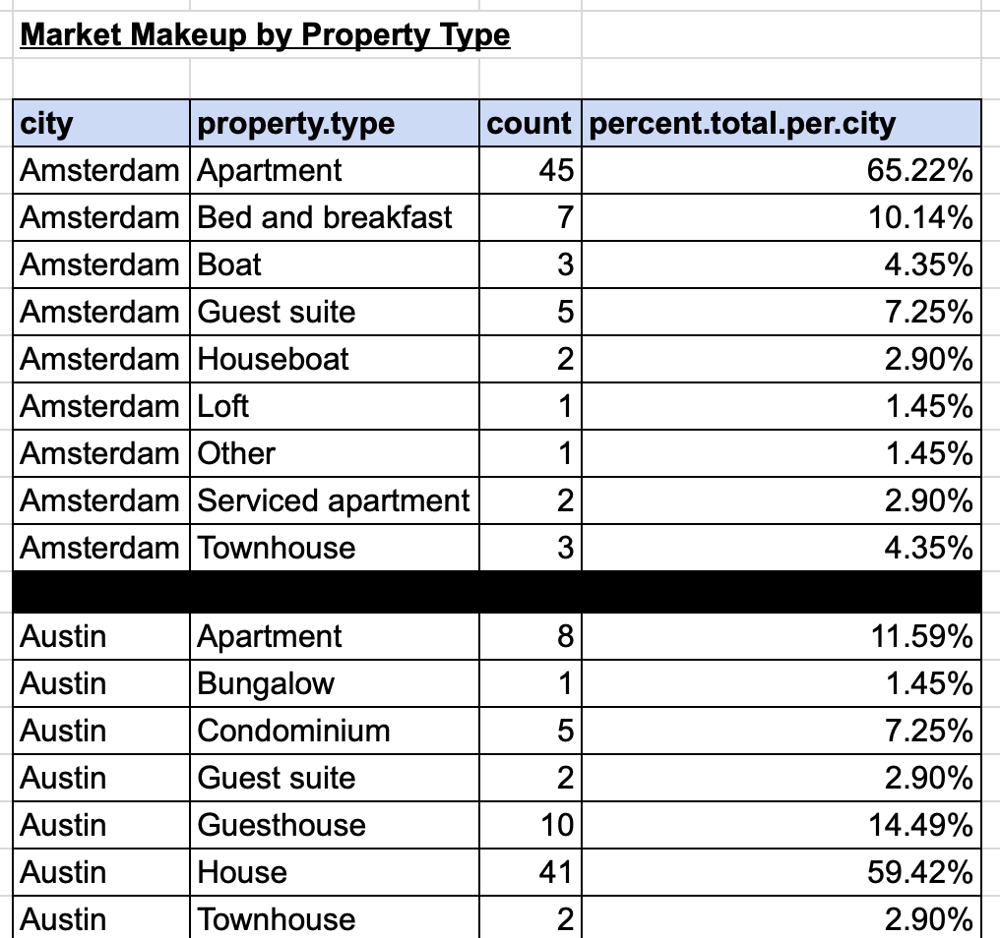 Market Makeup by Property Type
city property.type count percent.total.per.city
Amsterdam Apartment 45 65.22%
Amsterdam Bed and breakfast 7 10.14%
Amsterdam Boat 3 4.35%
Amsterdam Guest suite 5 7.25%
Amsterdam Houseboat 2 2.90%
Amsterdam Loft 1 1.45%
Amsterdam Other 1 1.45%
Amsterdam Serviced apartment 2 2.90%
Amsterdam Townhouse 3 4.35%
Austin Apartment 8 11.59%
Austin Bungalow 1 1.45%
Austin Condominium 5 7.25%
Austin Guest suite 2 2.90%
Austin Guesthouse 10 14.49%
Austin House 41 59.42%
Austin Townhouse 2 2.90%